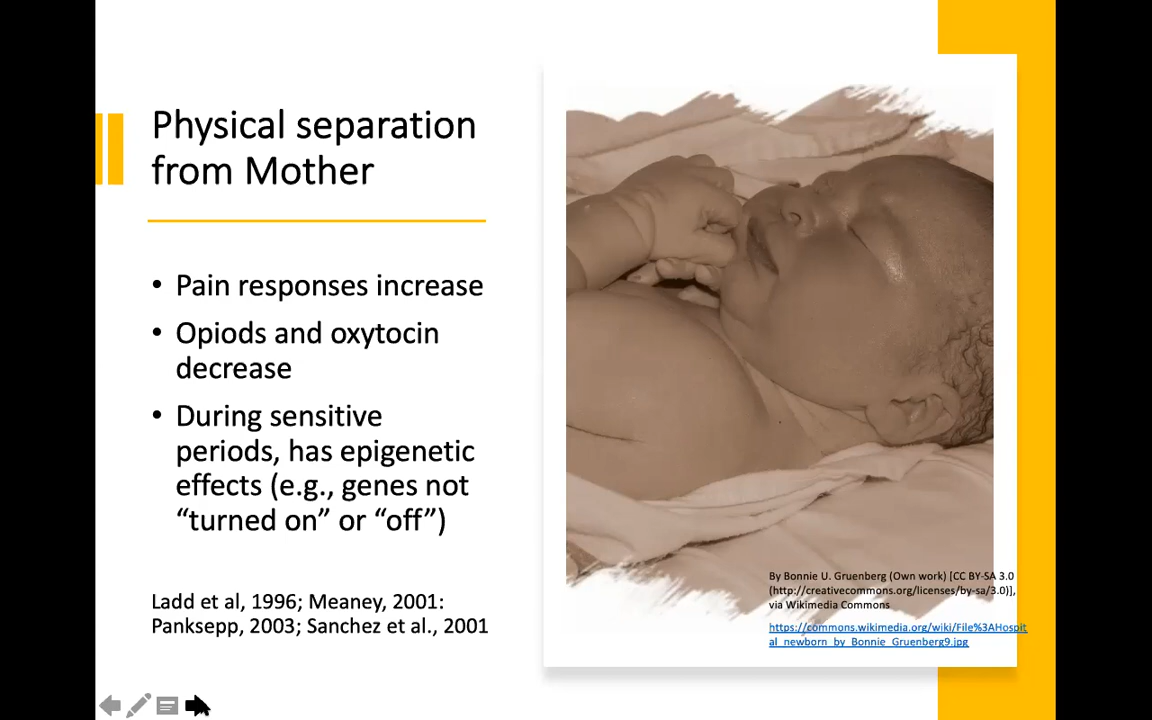 Physical separation
from Mother
• Pain responses increase
• Opiods and oxytocin
decrease
• During sensitive
periods, has epigenetic
effects (e.g., genes not
“turned on” or “off”)
Ladd et al, 1996; Meaney, 2001:
Panksepp, 2003; Sanchez et al., 2001
By Bonnie U. Gruenberg (Own work) [CC BY-SA 3.0
(http://creativecommons.org/licenses/by-sa/3.0)],
via Wikimedia Commons
https://commons.wikimedia.org/wiki/File%3AHospit
al_newborn_by_Bonnie_Gruenberg9.jpg